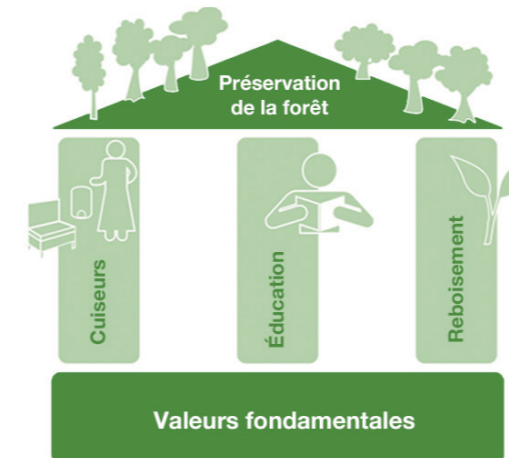 Préservation
de la forêt
Cuiseurs
Éducation
Reboisement
Valeurs fondamentales